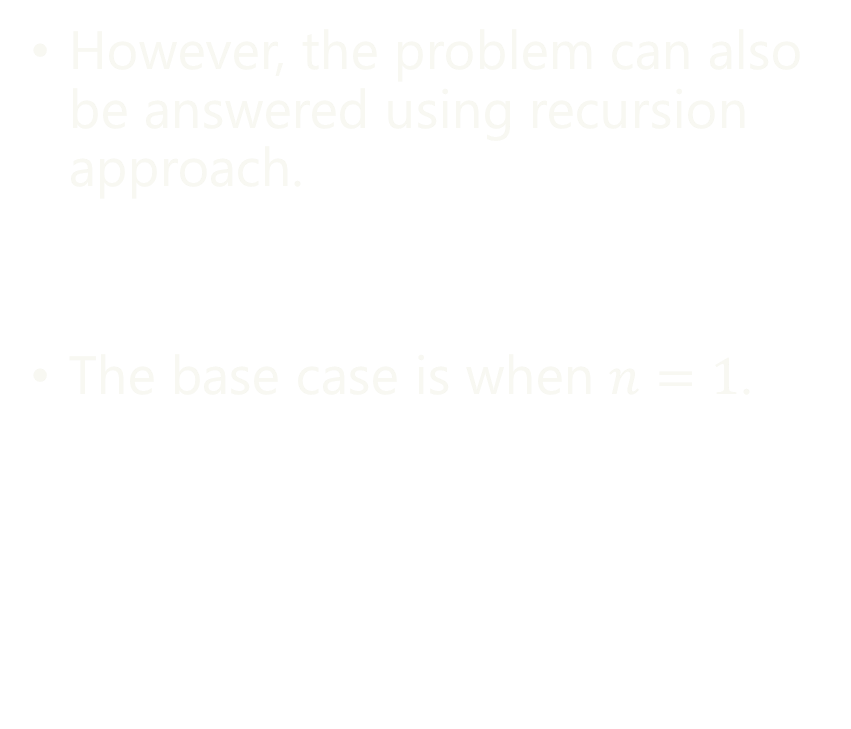 • However, the problem can also
be answered using recursion
approach.
• The base case is when n = 1.